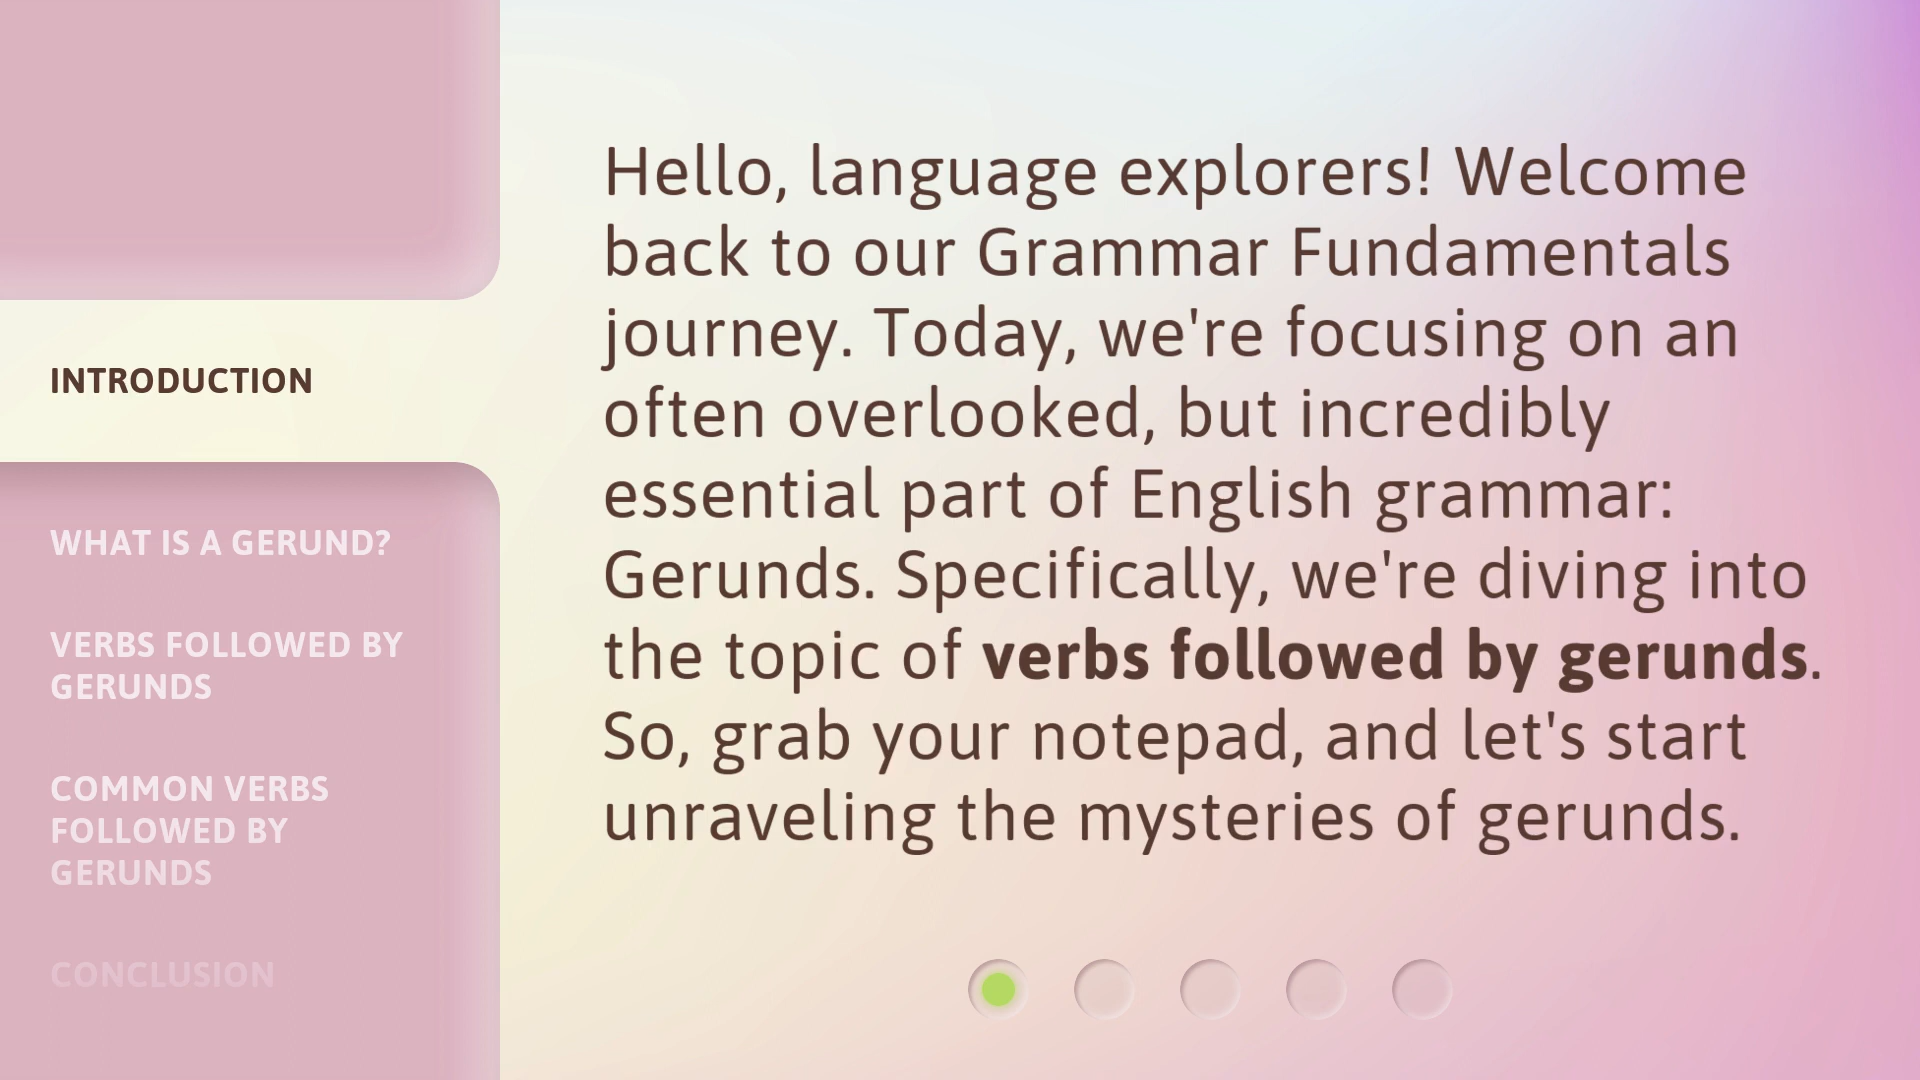 INTRODUCTION
WHAT IS A GERUND?
VERBS FOLLOWED BY
GERUNDS
COMMON VERBS
FOLLOWED BY
GERUNDS
CONCLUSION
Hello, language explorers! Welcome
back to our Grammar Fundamentals
journey. Today, we're focusing on an
often overlooked, but incredibly
essential part of English grammar:
Gerunds. Specifically, we're diving into
the topic of verbs followed by gerunds.
So, grab your notepad, and let's start
unraveling the mysteries of gerunds.